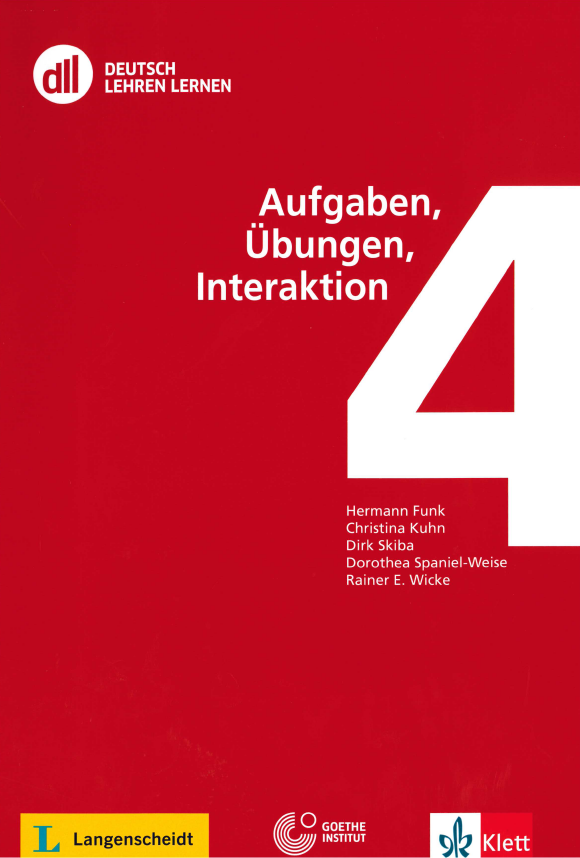 dll
DEUTSCH
LEHREN LERNEN
Aufgaben,
Übungen,
Interaktion
4
Hermann Funk
Christina Kuhn
Dirk Skiba
Dorothea Spaniel-Weise
Rainer E. Wicke
L Langenscheidt
GOETHE
INSTITUT
Klett